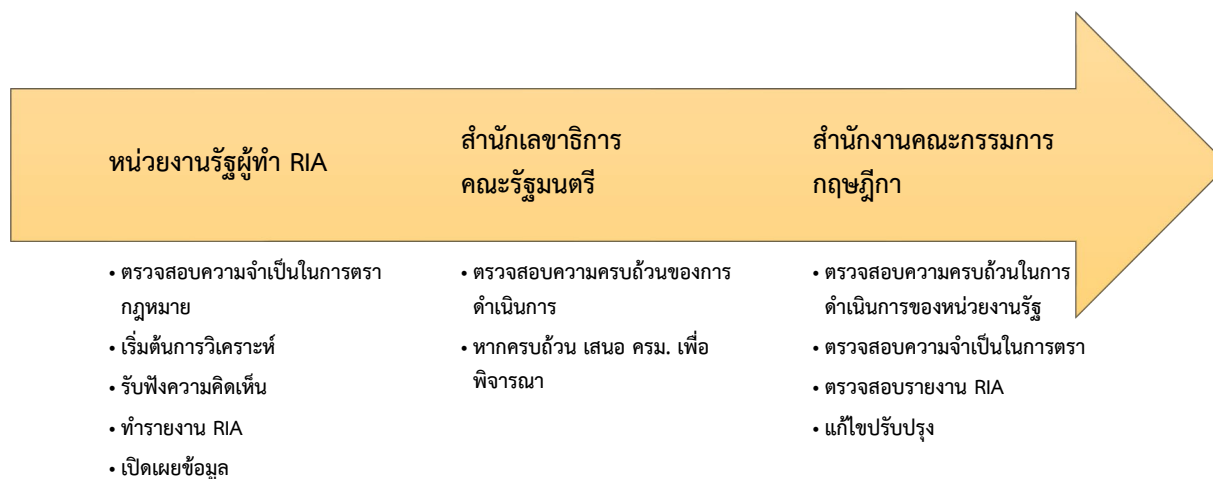 หน่วยงานรัฐผู้ทำ RIA
สำนักเลขาธิการ
คณะรัฐมนตรี
สำนักงานคณะกรรมการ
กฤษฎีกา
• ตรวจสอบความจำเป็นในการตรา
กฎหมาย
• เริ่มต้นการวิเคราะห์
• รับฟังความคิดเห็น
• ทำรายงาน RIA
• เปิดเผยข้อมูล
• ตรวจสอบความครบถ้วนของการ
ดำเนินการ
• หากครบถ้วน เสนอ ครม. เพื่อ
พิจารณา
• ตรวจสอบความครบถ้วนในการ
ดำเนินการของหน่วยงานรัฐ
• ตรวจสอบความจำเป็นในการตรา
• ตรวจสอบรายงาน RIA
• แก้ไขปรับปรุง